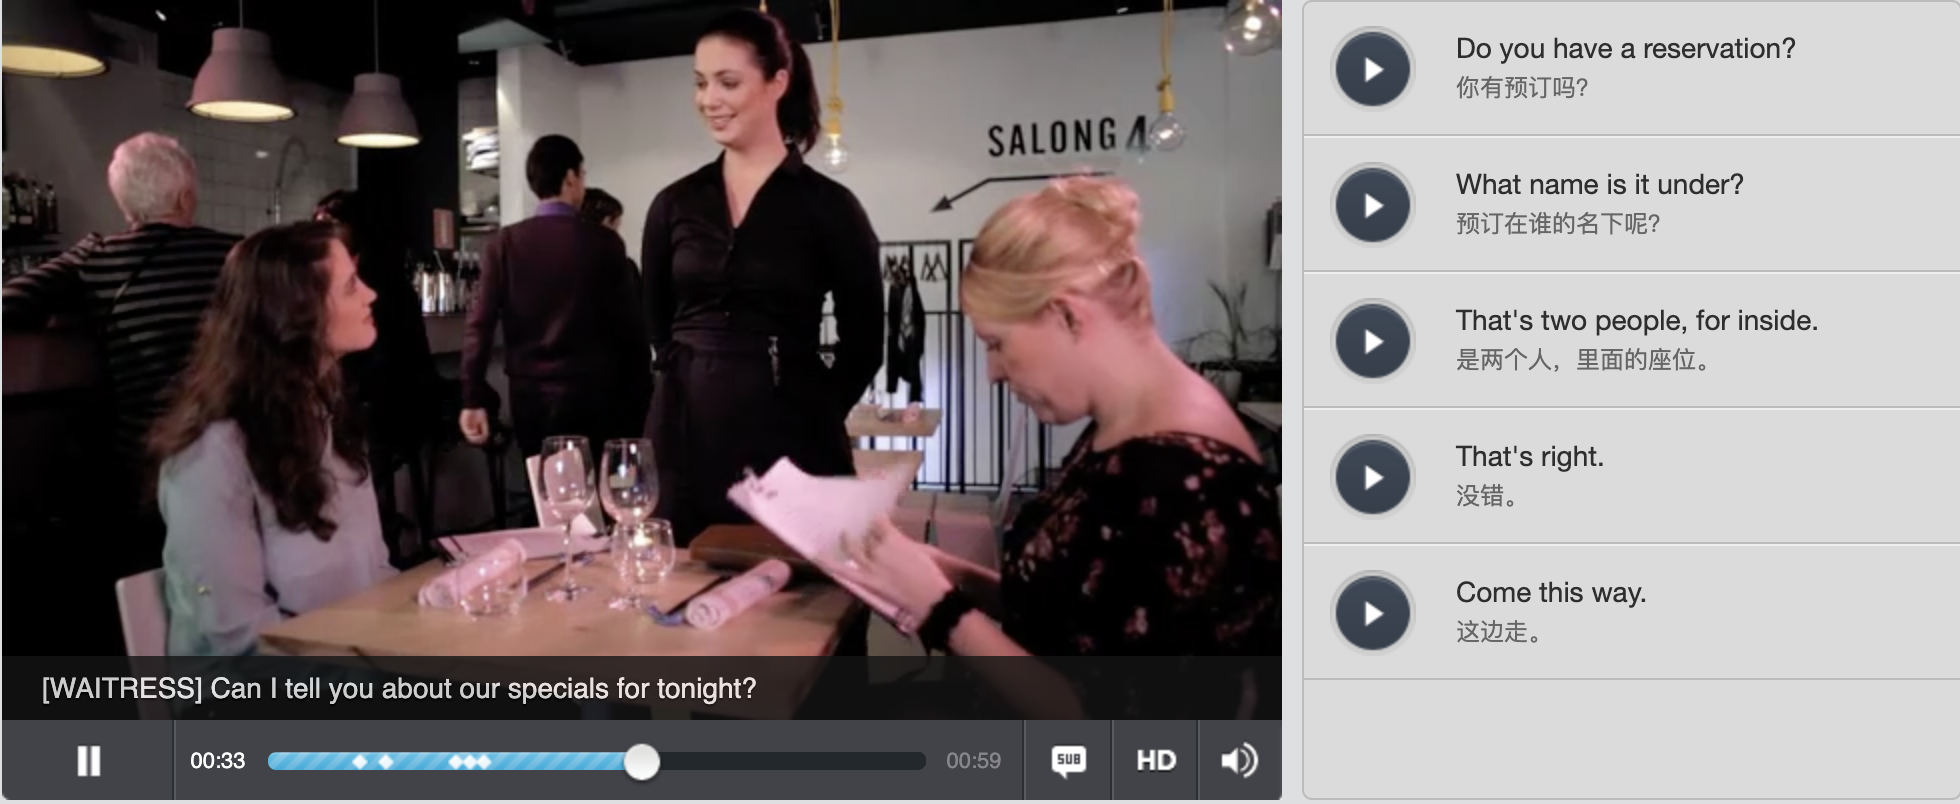 SALONG 4
[WAITRESS] Can I tell you about our specials for tonight?
00:33
00:59
SUB
HD
Do you have a reservation?
你有预订吗?
What name is it under?
预订在谁的名下呢?
That's two people, for inside.
是两个人，里面的座位。
That's right.
没错。
Come this way.
这边走。